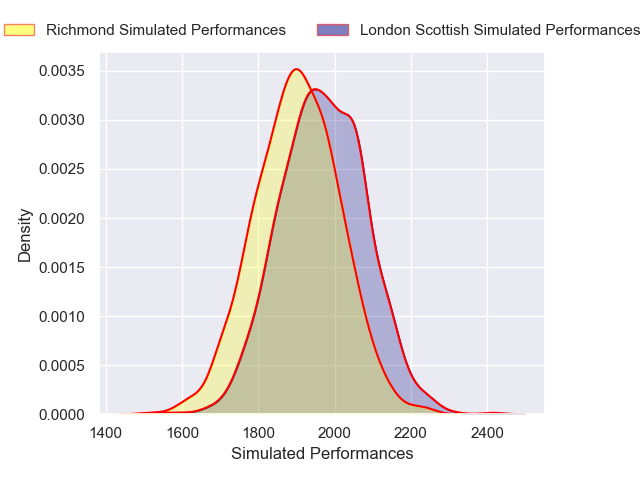 Richmond Simulated Performances
London Scottish Simulated Performances
0.0035
0.0030
0.0025
0.0020
0.0015
0.0010
0.0005
0.0000
Density
1400 1600 1800 2000 2200 2400
Simulated Performances